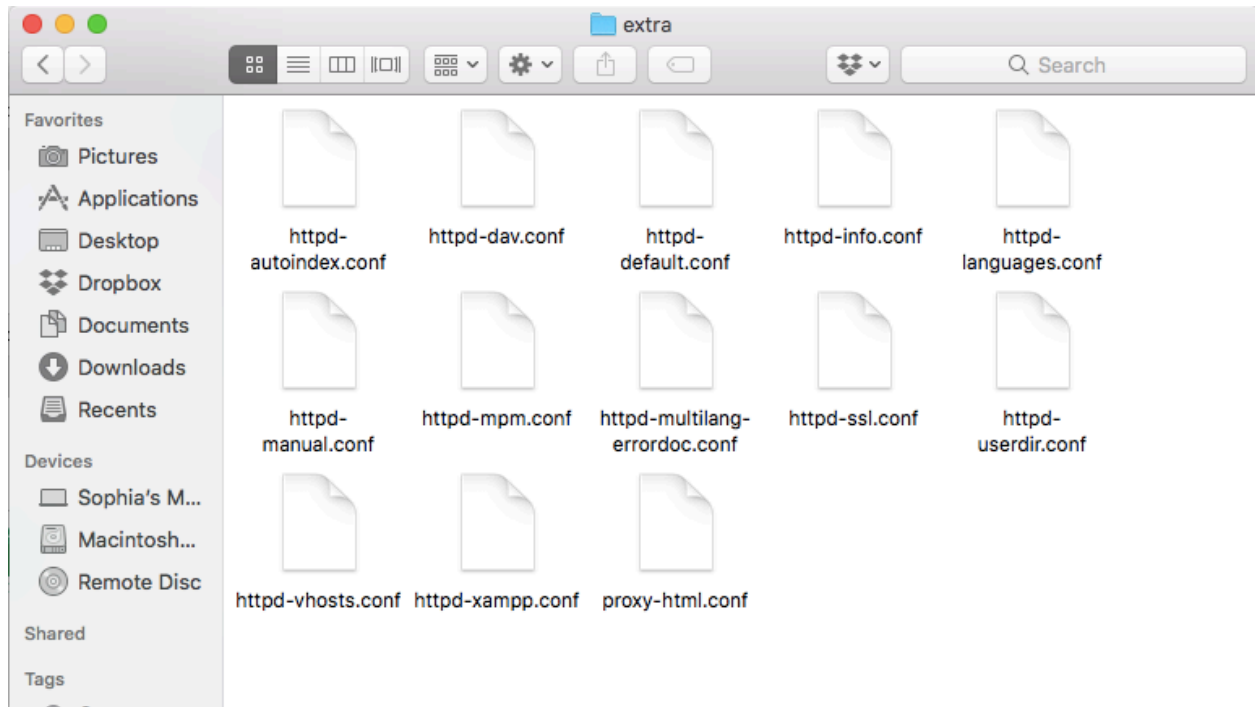 extra
Search
Favorites
Pictures
Applications
Desktop
Dropbox
Documents
Downloads
Recents
Devices
Sophia's M...
Macintosh...
Remote Disc
Shared
Tags
httpd-
autoindex.conf
httpd-dav.conf
httpd-
default.conf
httpd-info.conf
httpd-
languages.conf
httpd-
manual.conf
httpd-mpm.conf
httpd-multilang-
errordoc.conf
httpd-ssl.conf
httpd-
userdir.conf
httpd-vhosts.conf
httpd-xampp.conf
proxy-html.conf